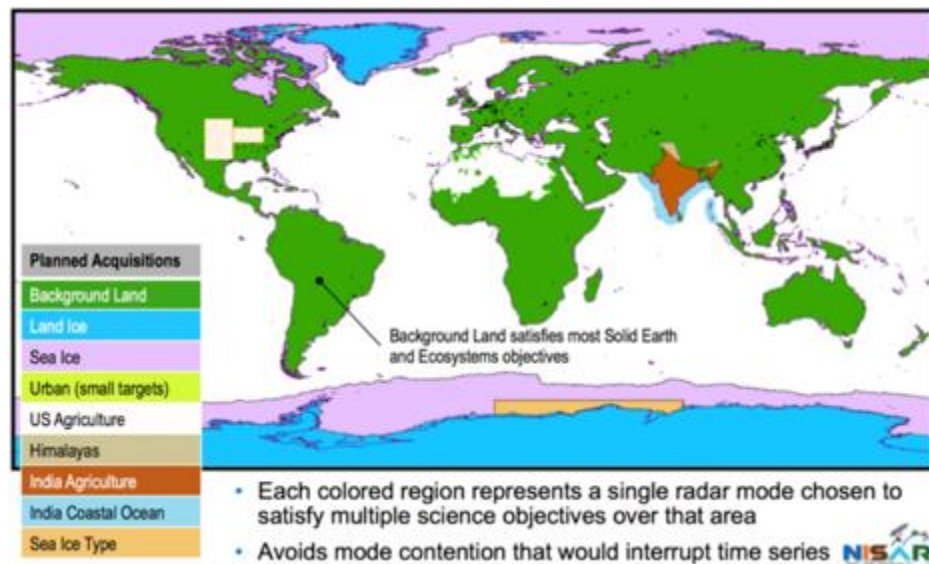 Planned Acquisitions
Background Land
Land Ice
Sea Ice
Urban (small targets)
US Agriculture
Himalayas
India Agriculture
India Coastal Ocean
Sea Ice Type
Background Land satisfies most Solid Earth
and Ecosystems objectives
• Each colored region represents a single radar mode chosen to
satisfy multiple science objectives over that area
• Avoids mode contention that would interrupt time series
NISAR